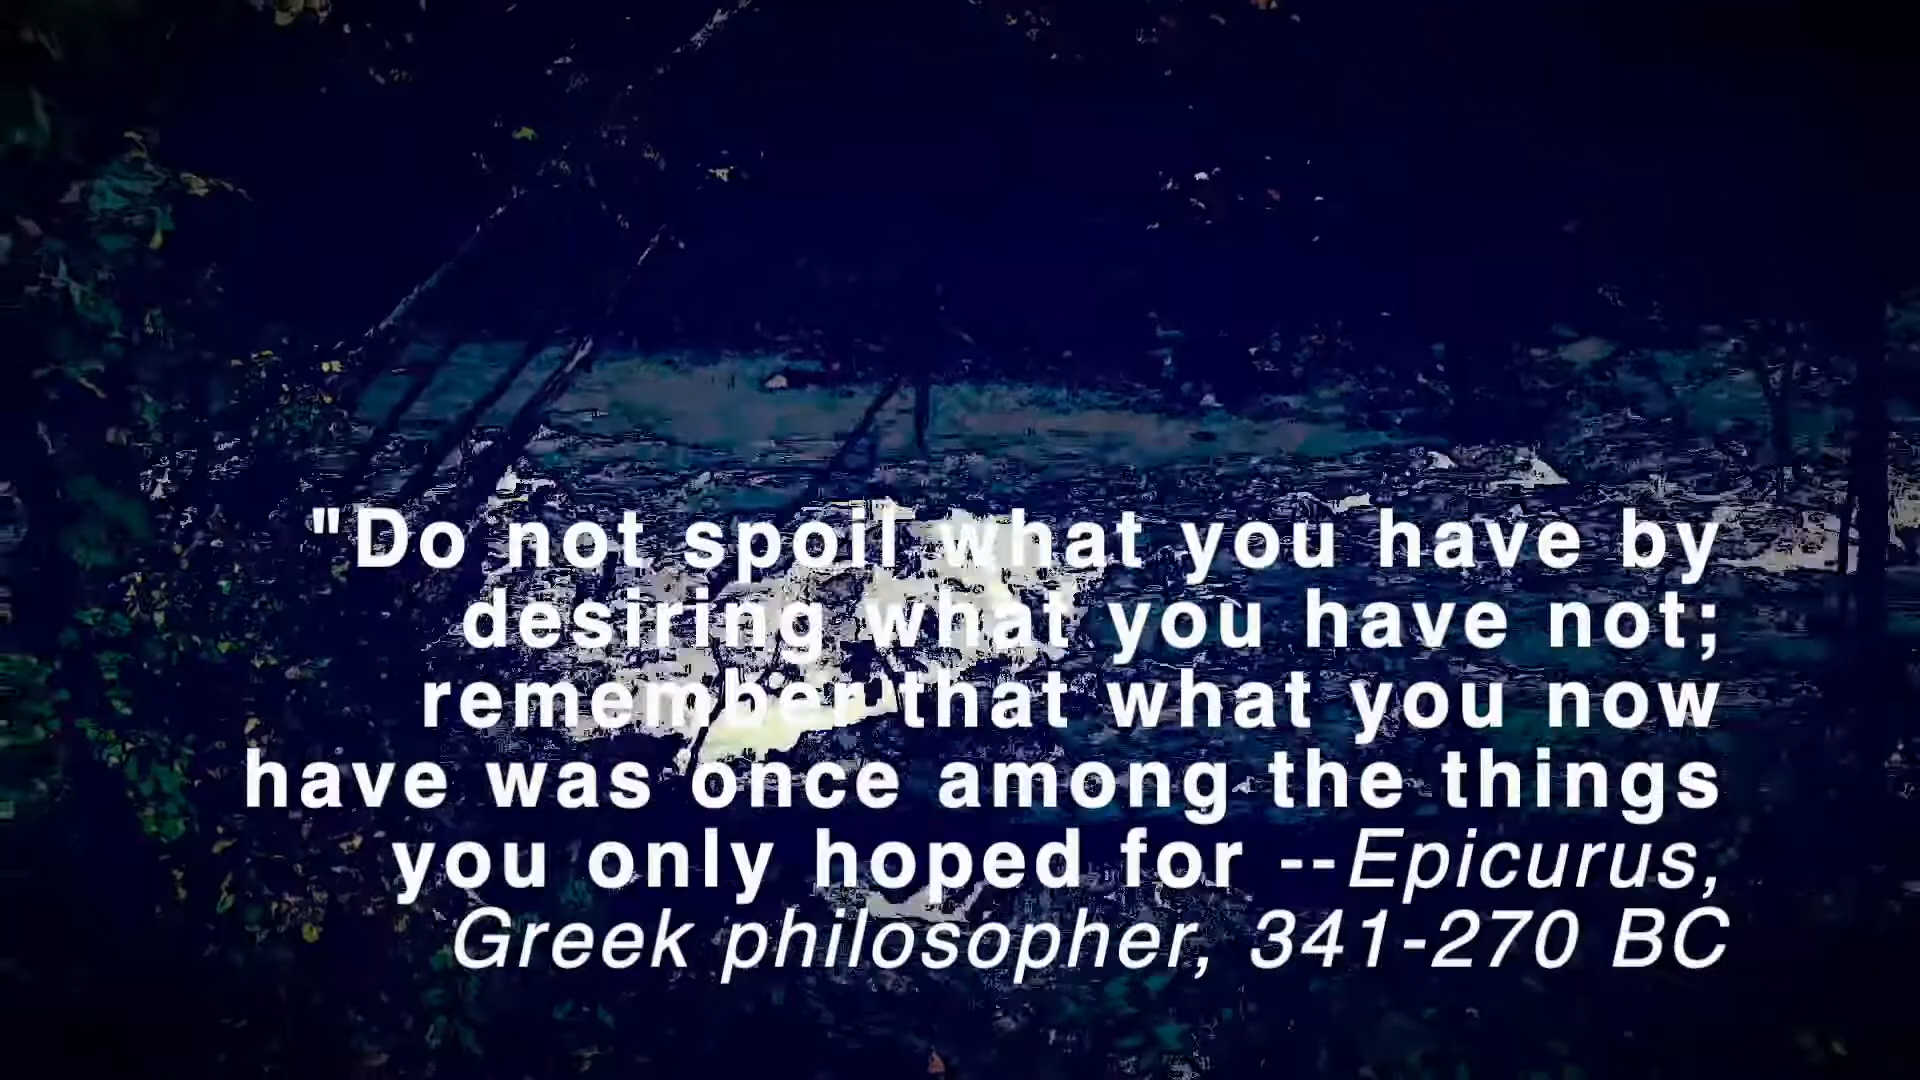 "Do not spoil what you have by
desiring what you have not;
remember that what you now
have was once among the things
you only hoped for --Epicurus,
Greek philosopher, 341-270 BC